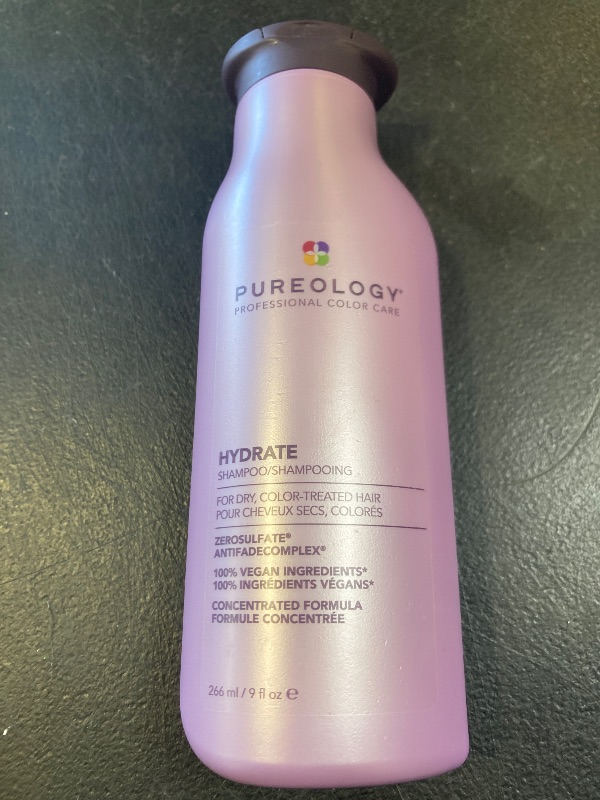 PUREOLOGY®
PROFESSIONAL COLOR CARE
HYDRATE
SHAMPOO/SHAMPOOING
FOR DRY, COLOR-TREATED HAIR
POUR CHEVEUX SECS, COLORÉS
ZEROSULFATE®
ANTIFADECOMPLEX®
100% VEGAN INGREDIENTS*
100% INGRÉDIENTS VÉGANS*
CONCENTRATED FORMULA
FORMULE CONCENTRÉE
266 ml / 9 fl oz ℮